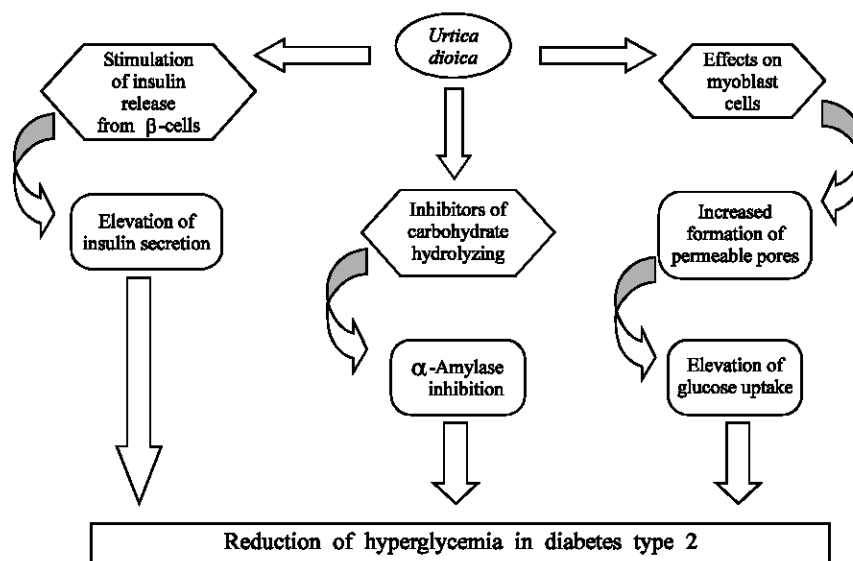 Urtica
dioica
Stimulation
of insulin
release
from β-cells
Effects on
myoblast
cells
Elevation of
insulin secretion
Inhibitors of
carbohydrate
hydrolyzing
Increased
formation of
permeable pores
α-Amylase
inhibition
Elevation of
glucose uptake
Reduction of hyperglycemia in diabetes type 2